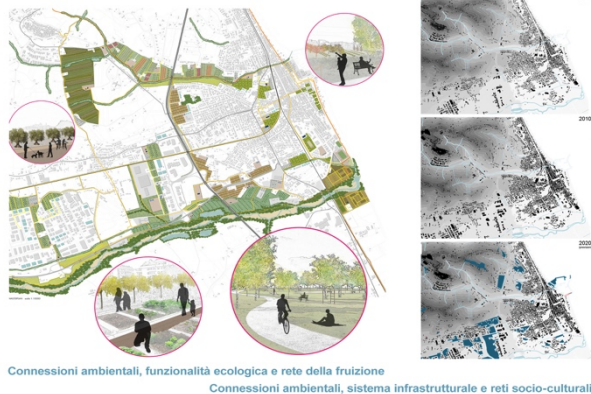 2010
2020
Connessioni ambientali, funzionalità ecologica e rete della fruizione
Connessioni ambientali, sistema infrastrutturale e reti socio-culturali